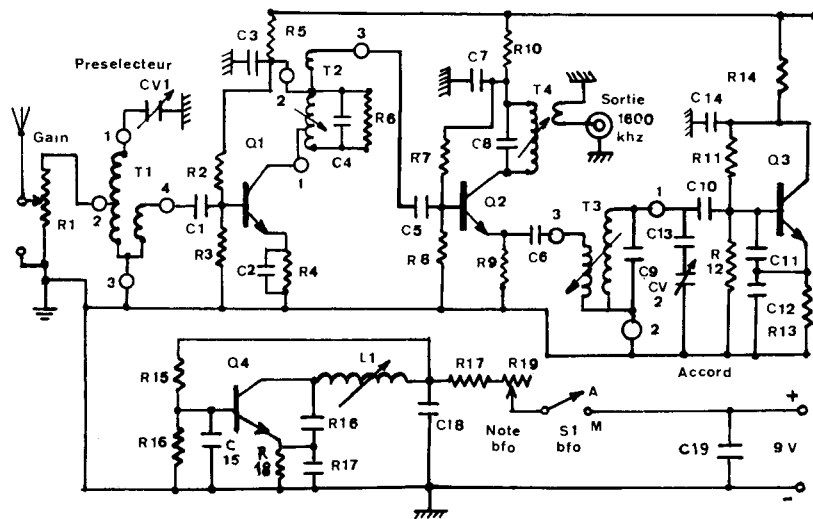 R5
C3
3
T2
C7
R10
Preselecteur
CV1
2
T4
R14
Gain
R6
Sortie
1600
khz
C14
1
Q1
C4
C8
R2
R7
R11
Q3
T1
4
1
Q2
T3
1
C10
R1
2
C1
C5
3
C13
R3
R8
C6
C9
R
12
C11
C2
R4
R9
CV
2
C12
3
2
R13
Q4
L1
R15
R17
R19
Accord
A
+
R16
R16
C18
Note
bfo
S1
bfo
M
C
15
R
18
R17
C19
9V
-